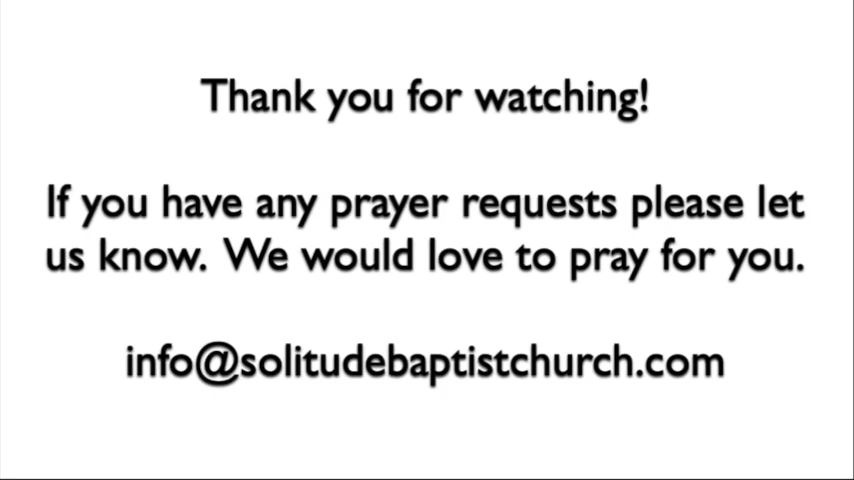 Thank you for watching!
If you have any prayer requests please let
us know. We would love to pray for you.
info@solitudebaptistchurch.com